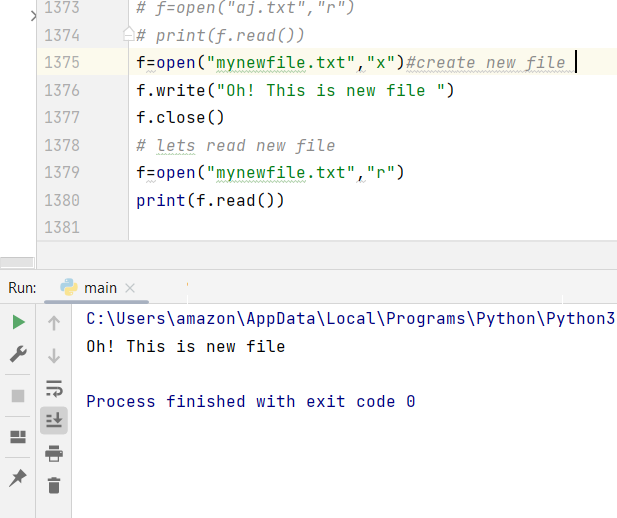 1373 # f=open("aj.txt","r")
1374 # print(f.read())
1375 f=open("mynewfile.txt","x")#create new file
1376 f.write("Oh! This is new file ")
1377 f.close()
1378 # lets read new file
1379 f=open("mynewfile.txt","r")
1380 print(f.read())
1381
Run: main
C:\Users\amazon\AppData\Local\Programs\Python\Python3
Oh! This is new file
Process finished with exit code 0